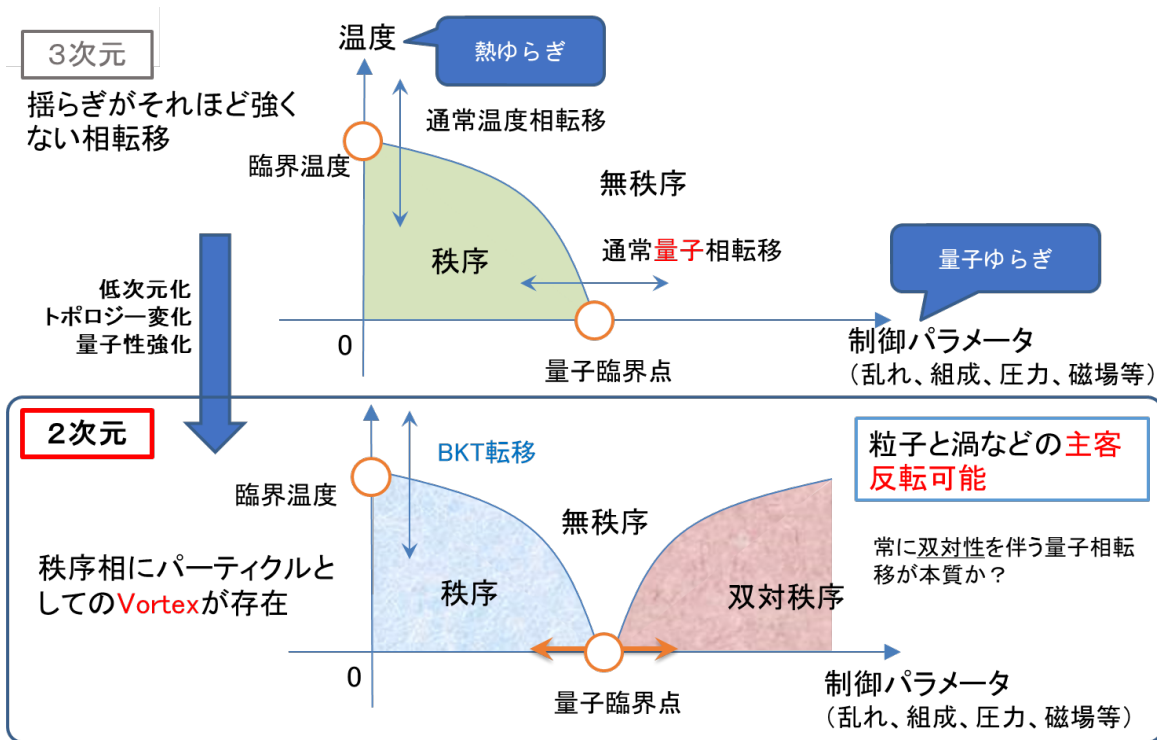 3次元
揺らぎがそれほど強く
ない相転移
温度
熱ゆらぎ
通常温度相転移
臨界温度
無秩序
秩序
通常量子相転移
量子ゆらぎ
0
量子臨界点
制御パラメータ
(乱れ、組成、圧力、磁場等)
低次元化
トポロジー変化
量子性強化
2次元
BKT転移
臨界温度
無秩序
秩序
双対秩序
秩序相にパーティクルと
してのVortexが存在
粒子と渦などの主客
反転可能
常に双対性を伴う量子相転
移が本質か?
0
量子臨界点
制御パラメータ
(乱れ、組成、圧力、磁場等)